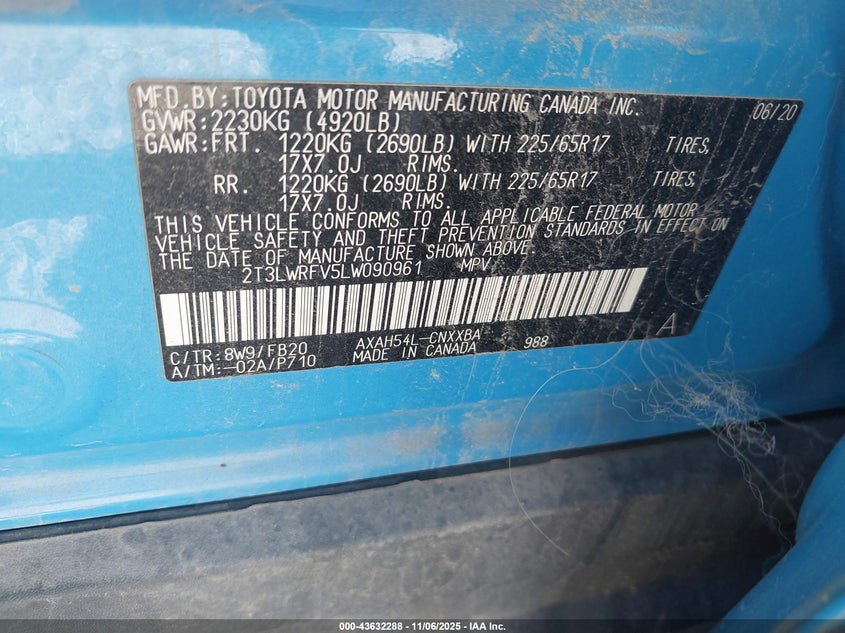 MFD.BY:TOYOTA MOTOR MANUFACTURING CANADA INC. 06/20
GVWR:2230KG (4920LB)
GAWR:FRT. 1220KG (2690LB) WITH 225/65R17 TIRES,
17X7.0J RIMS.
RR. 1220KG (2690LB) WITH 225/65R17 TIRES,
17X7.0J RIMS.
THIS VEHICLE CONFORMS TO ALL APPLICABLE FEDERAL MOTOR
VEHICLE SAFETY AND THEFT PREVENTION STANDARDS IN EFFECT ON
THE DATE OF MANUFACTURE SHOWN ABOVE.
2T3LWRFV5LW090961 MPV
C/TR:8W9/FB20 AXAH54L-CNXXBA A
A/TM:-02A/P710 MADE IN CANADA 988
000-43632288 - 11/06/2025 - IAA Inc.